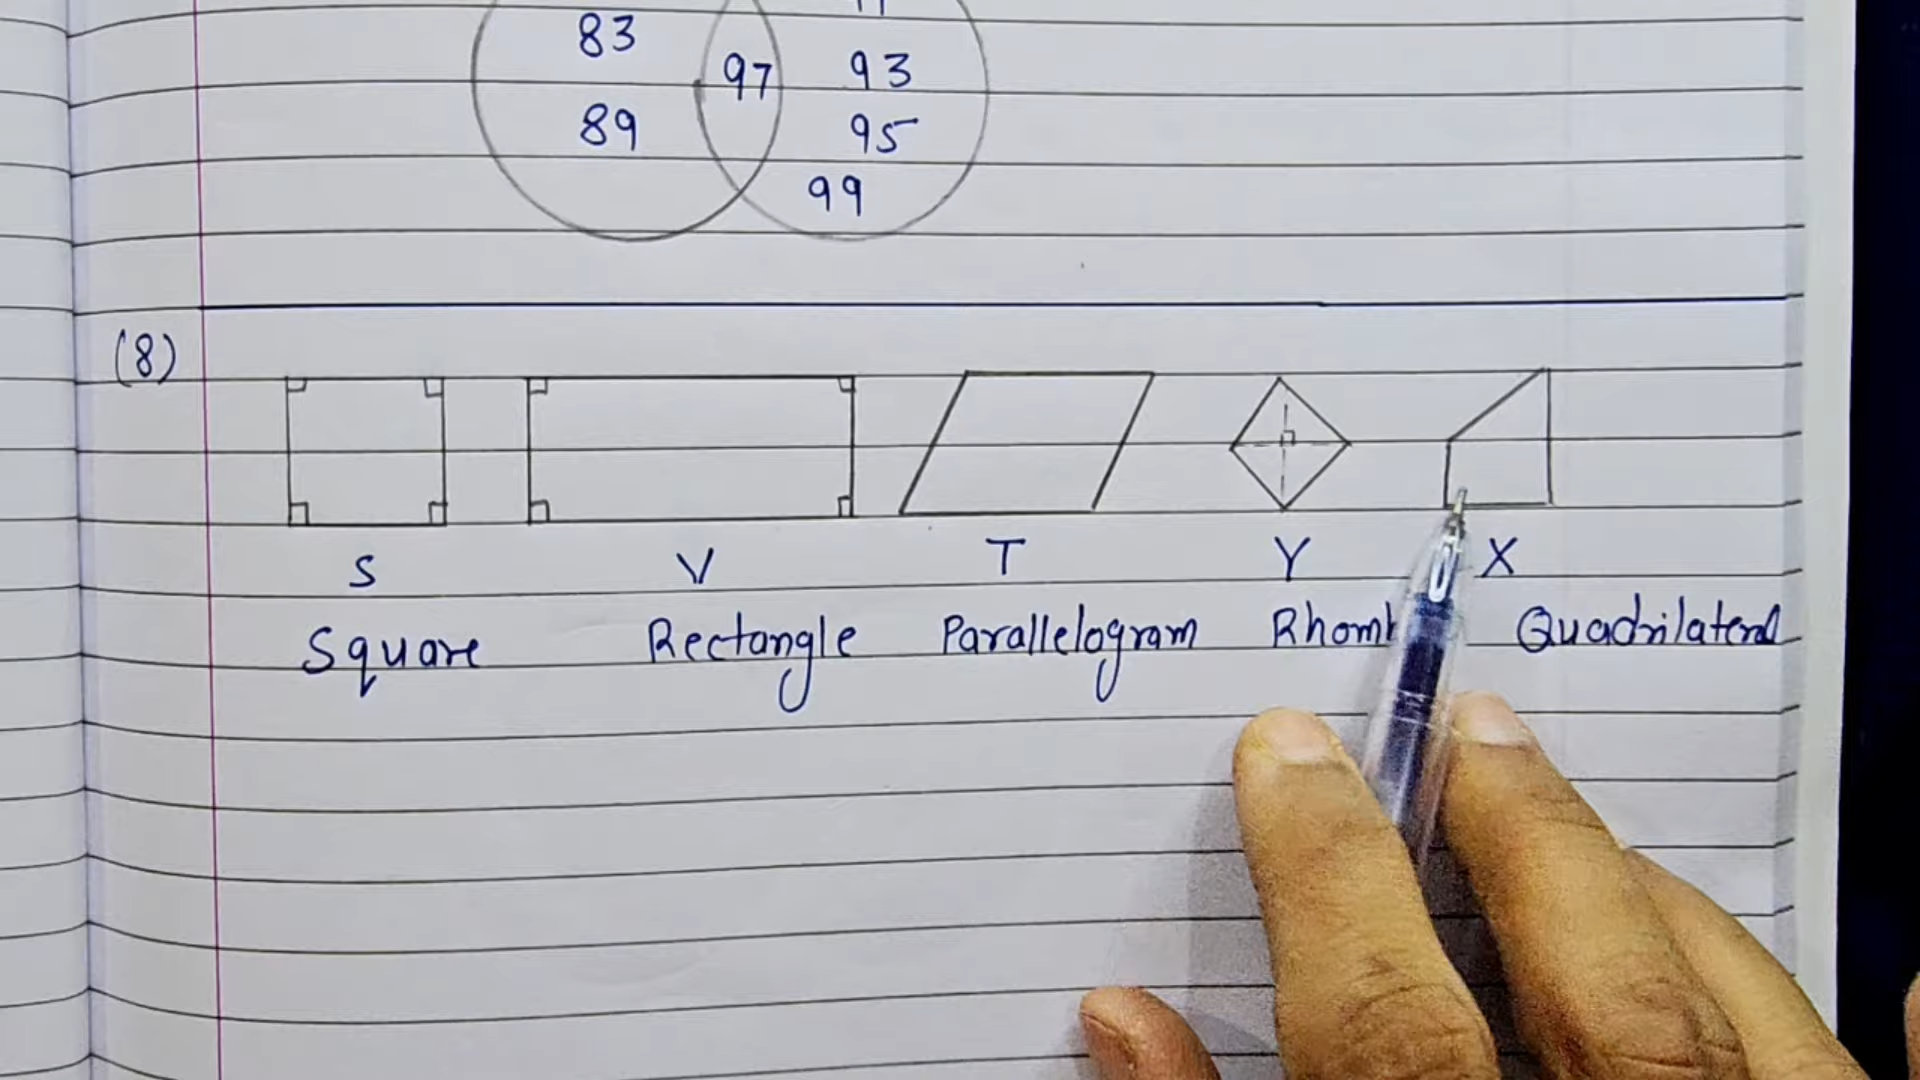 83
97 93
89 95
99
(8)
S V T Y X
Square Rectangle Parallelogram Quadrilateral